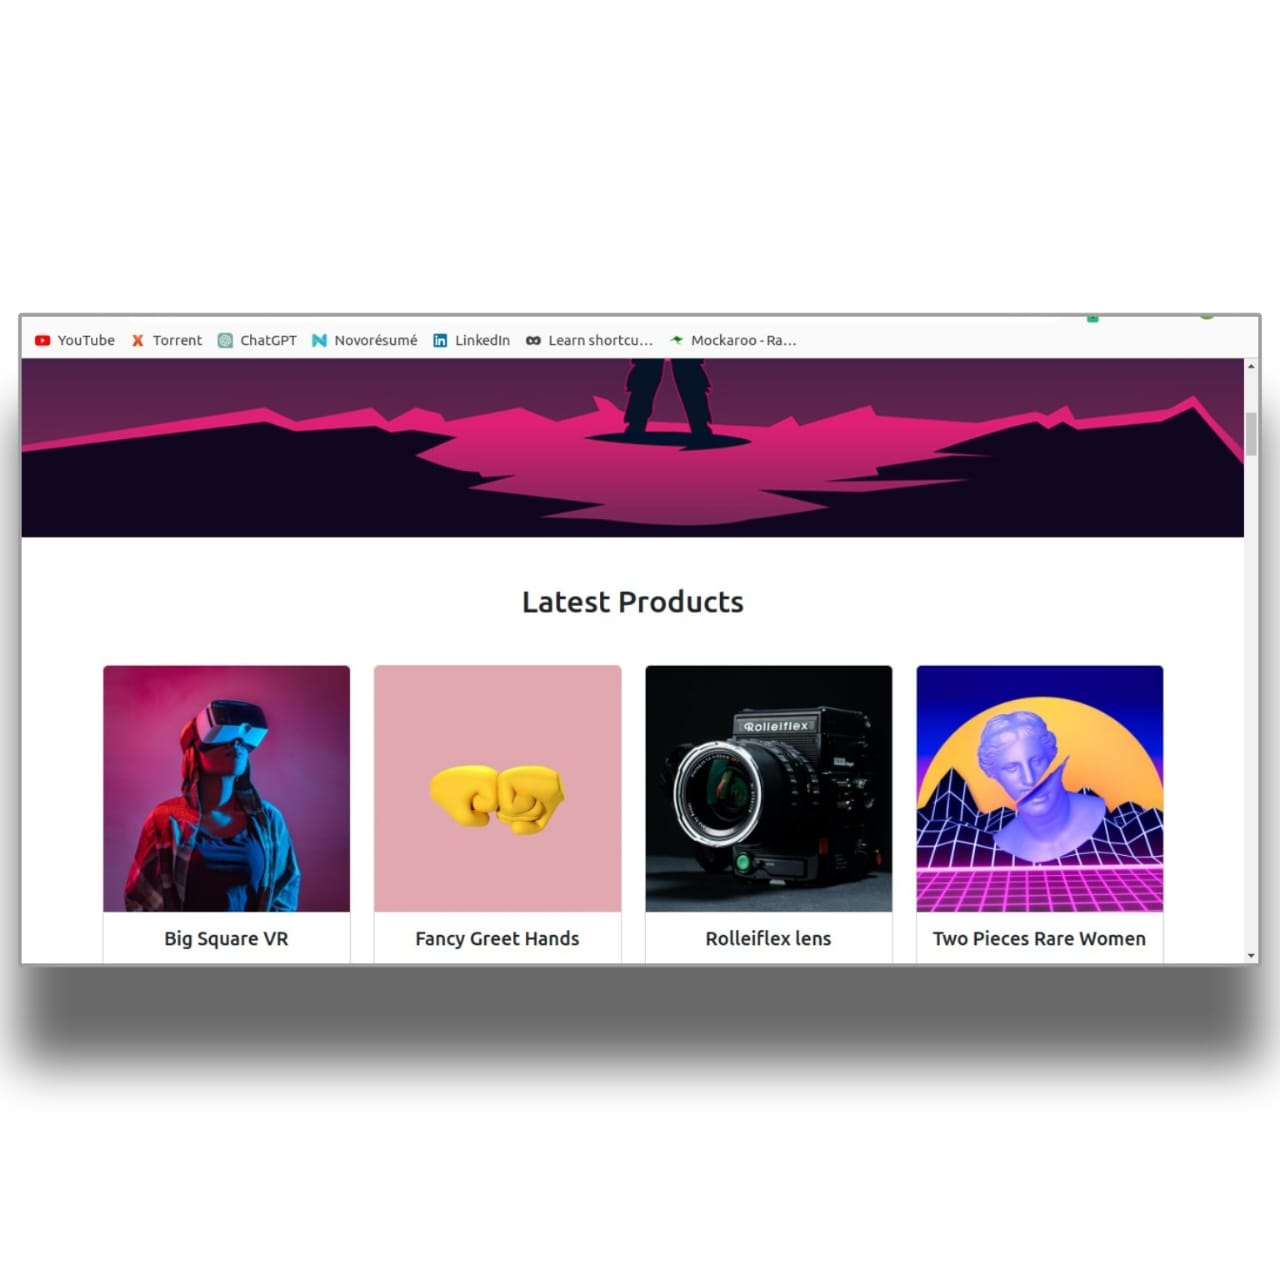 YouTube Torrent ChatGPT Novorésumé LinkedIn Learn shortcu... Mockaroo - Ra...
Latest Products
Rolleiflex
Big Square VR Fancy Greet Hands Rolleiflex lens Two Pieces Rare Women